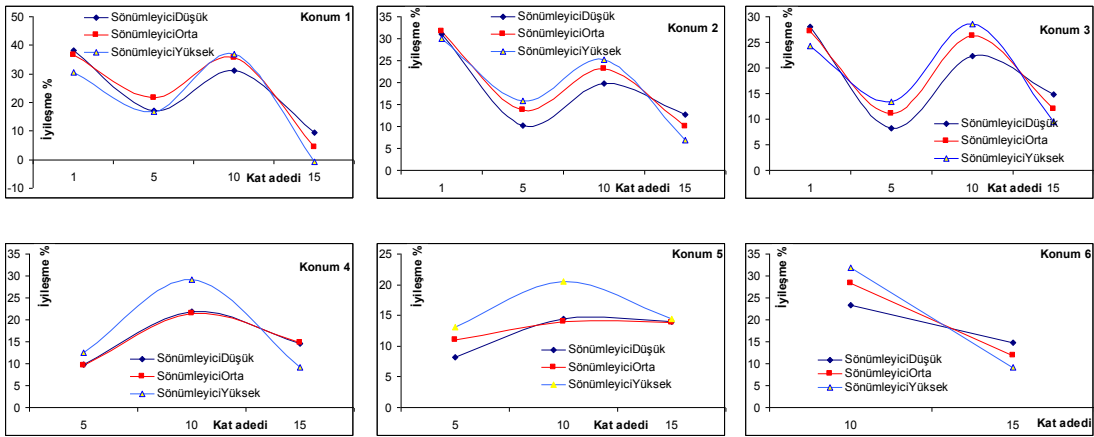 Konum 1
İyileşme %
50
40
30
20
10
0
-10
SönümleyiciDüşük
SönümleyiciOrta
SönümleyiciYüksek
1 5 10 15
Kat adedi
Konum 2
İyileşme %
35
30
25
20
15
10
5
0
SönümleyiciDüşük
SönümleyiciOrta
SönümleyiciYüksek
1 5 10 15
Kat adedi
Konum 3
İyileşme %
30
25
20
15
10
5
0
SönümleyiciDüşük
SönümleyiciOrta
SönümleyiciYüksek
1 5 10 15
Kat adedi
Konum 4
İyileşme %
35
30
25
20
15
10
5
0
SönümleyiciDüşük
SönümleyiciOrta
SönümleyiciYüksek
5 10 15
Kat adedi
Konum 5
İyileşme %
25
20
15
10
5
0
SönümleyiciDüşük
SönümleyiciOrta
SönümleyiciYüksek
5 10 15
Kat adedi
Konum 6
İyileşme %
35
30
25
20
15
10
5
0
SönümleyiciDüşük
SönümleyiciOrta
SönümleyiciYüksek
10 15
Kat adedi